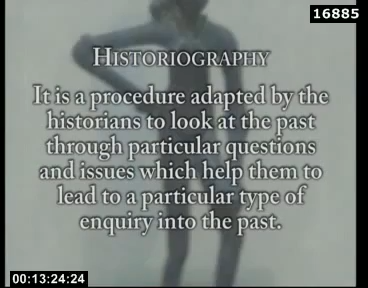 16885
HISTORIOGRAPHY
It is a procedure adapted by the
historians to look at the past
through particular questions
and issues which help them to
lead to a particular type of
enquiry into the past.
00:13:24:24